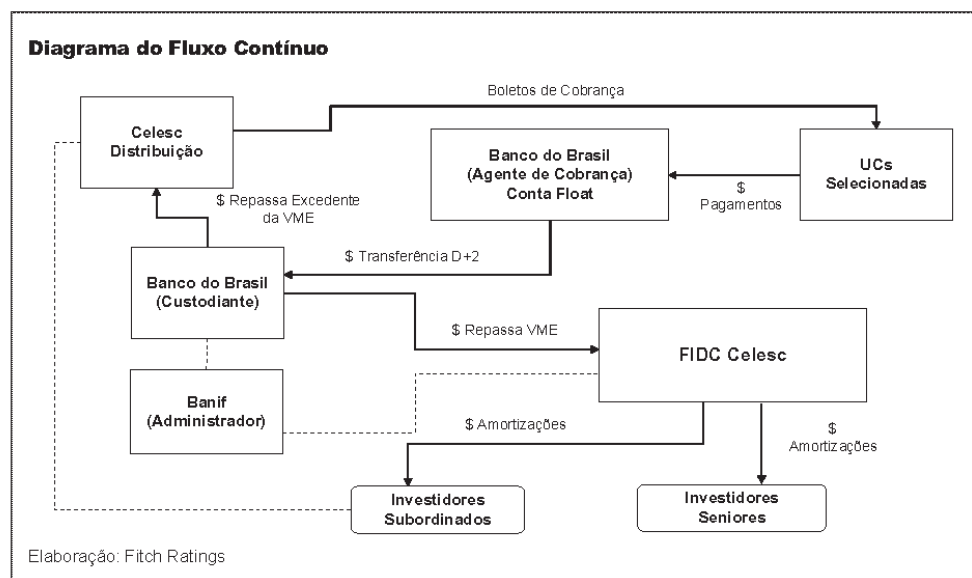 Diagrama do Fluxo Contínuo
Boletos de Cobrança
Celesc
Distribuição
Banco do Brasil
(Agente de Cobrança)
Conta Float
UCs
Selecionadas
$
Pagamentos
$ Repassa Excedente
da VME
$ Transferência D+2
Banco do Brasil
(Custodiante)
$ Repassa VME
FIDC Celesc
Banif
(Administrador)
$ Amortizações
$
Amortizações
Investidores
Subordinados
Investidores
Seniores
Elaboração: Fitch Ratings